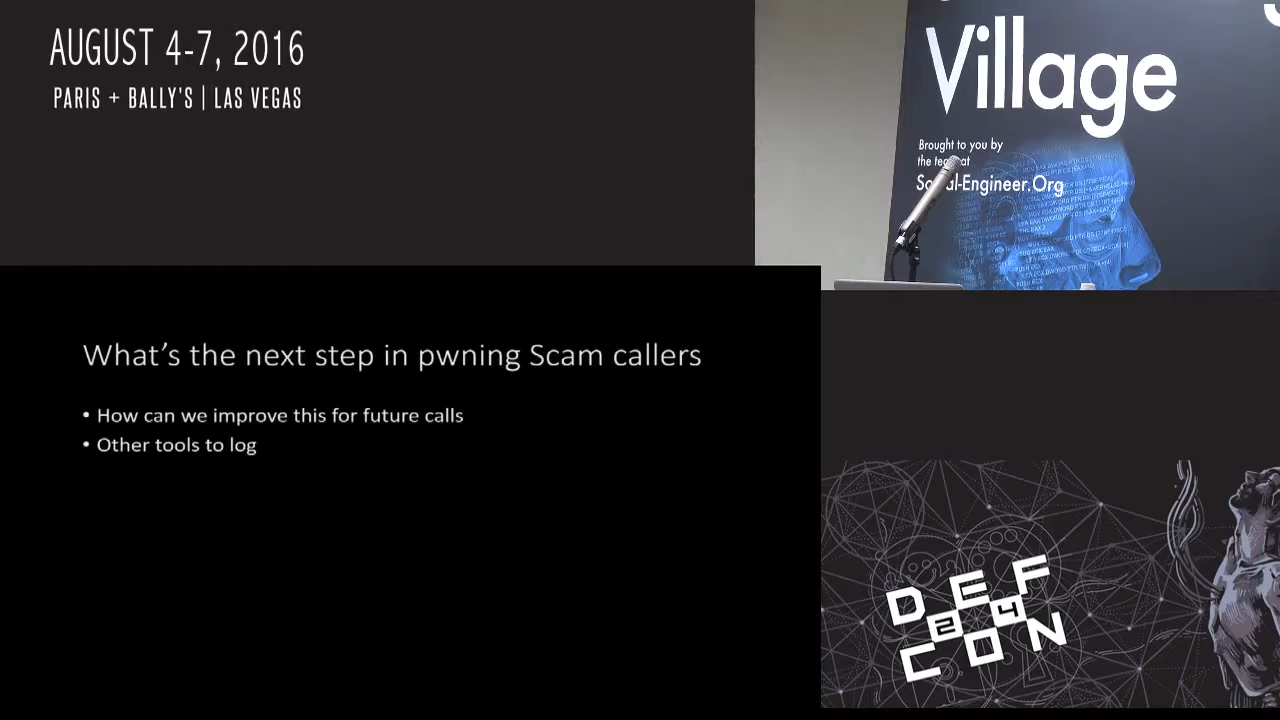 AUGUST 4-7, 2016
PARIS + BALLY'S | LAS VEGAS
Village
Brought to you by
the team at
Social-Engineer.Org
What's the next step in pwning Scam callers
• How can we improve this for future calls
• Other tools to log
DEF
24
CON